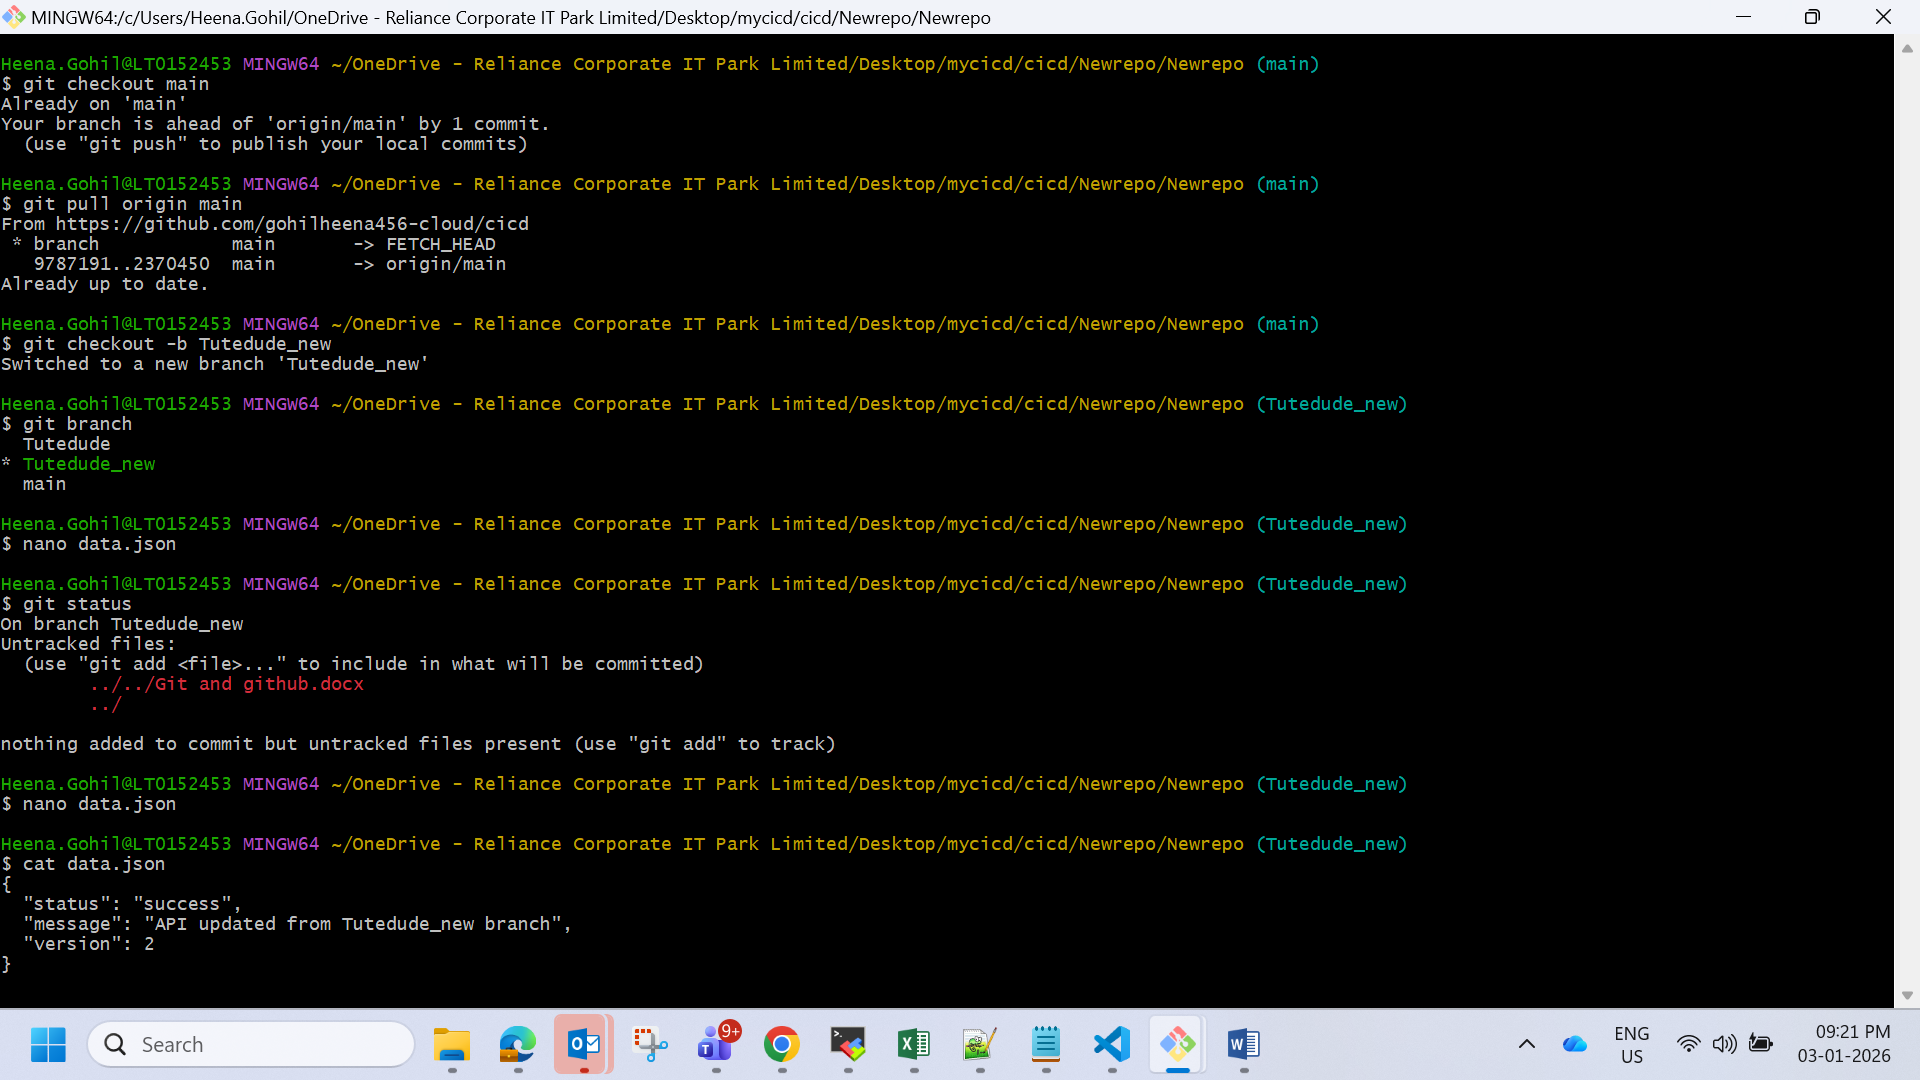 MINGW64:/c/Users/Heena.Gohil/OneDrive - Reliance Corporate IT Park Limited/Desktop/mycicd/cicd/Newrepo/Newrepo
Heena.Gohil@LT0152453 MINGW64 ~/OneDrive - Reliance Corporate IT Park Limited/Desktop/mycicd/cicd/Newrepo/Newrepo (main)
$ git checkout main
Already on 'main'
Your branch is ahead of 'origin/main' by 1 commit.
  (use "git push" to publish your local commits)
Heena.Gohil@LT0152453 MINGW64 ~/OneDrive - Reliance Corporate IT Park Limited/Desktop/mycicd/cicd/Newrepo/Newrepo (main)
$ git pull origin main
From https://github.com/gohilheena456-cloud/cicd
 * branch            main       -> FETCH_HEAD
   9787191..2370450  main       -> origin/main
Already up to date.
Heena.Gohil@LT0152453 MINGW64 ~/OneDrive - Reliance Corporate IT Park Limited/Desktop/mycicd/cicd/Newrepo/Newrepo (main)
$ git checkout -b Tutedude_new
Switched to a new branch 'Tutedude_new'
Heena.Gohil@LT0152453 MINGW64 ~/OneDrive - Reliance Corporate IT Park Limited/Desktop/mycicd/cicd/Newrepo/Newrepo (Tutedude_new)
$ git branch
  Tutedude
* Tutedude_new
  main
Heena.Gohil@LT0152453 MINGW64 ~/OneDrive - Reliance Corporate IT Park Limited/Desktop/mycicd/cicd/Newrepo/Newrepo (Tutedude_new)
$ nano data.json
Heena.Gohil@LT0152453 MINGW64 ~/OneDrive - Reliance Corporate IT Park Limited/Desktop/mycicd/cicd/Newrepo/Newrepo (Tutedude_new)
$ git status
On branch Tutedude_new
Untracked files:
  (use "git add <file>..." to include in what will be committed)
        ../../Git and github.docx
        ../
nothing added to commit but untracked files present (use "git add" to track)
Heena.Gohil@LT0152453 MINGW64 ~/OneDrive - Reliance Corporate IT Park Limited/Desktop/mycicd/cicd/Newrepo/Newrepo (Tutedude_new)
$ nano data.json
Heena.Gohil@LT0152453 MINGW64 ~/OneDrive - Reliance Corporate IT Park Limited/Desktop/mycicd/cicd/Newrepo/Newrepo (Tutedude_new)
$ cat data.json
{
  "status": "success",
  "message": "API updated from Tutedude_new branch",
  "version": 2
}
Search
9+
ENG
US
09:21 PM
03-01-2026